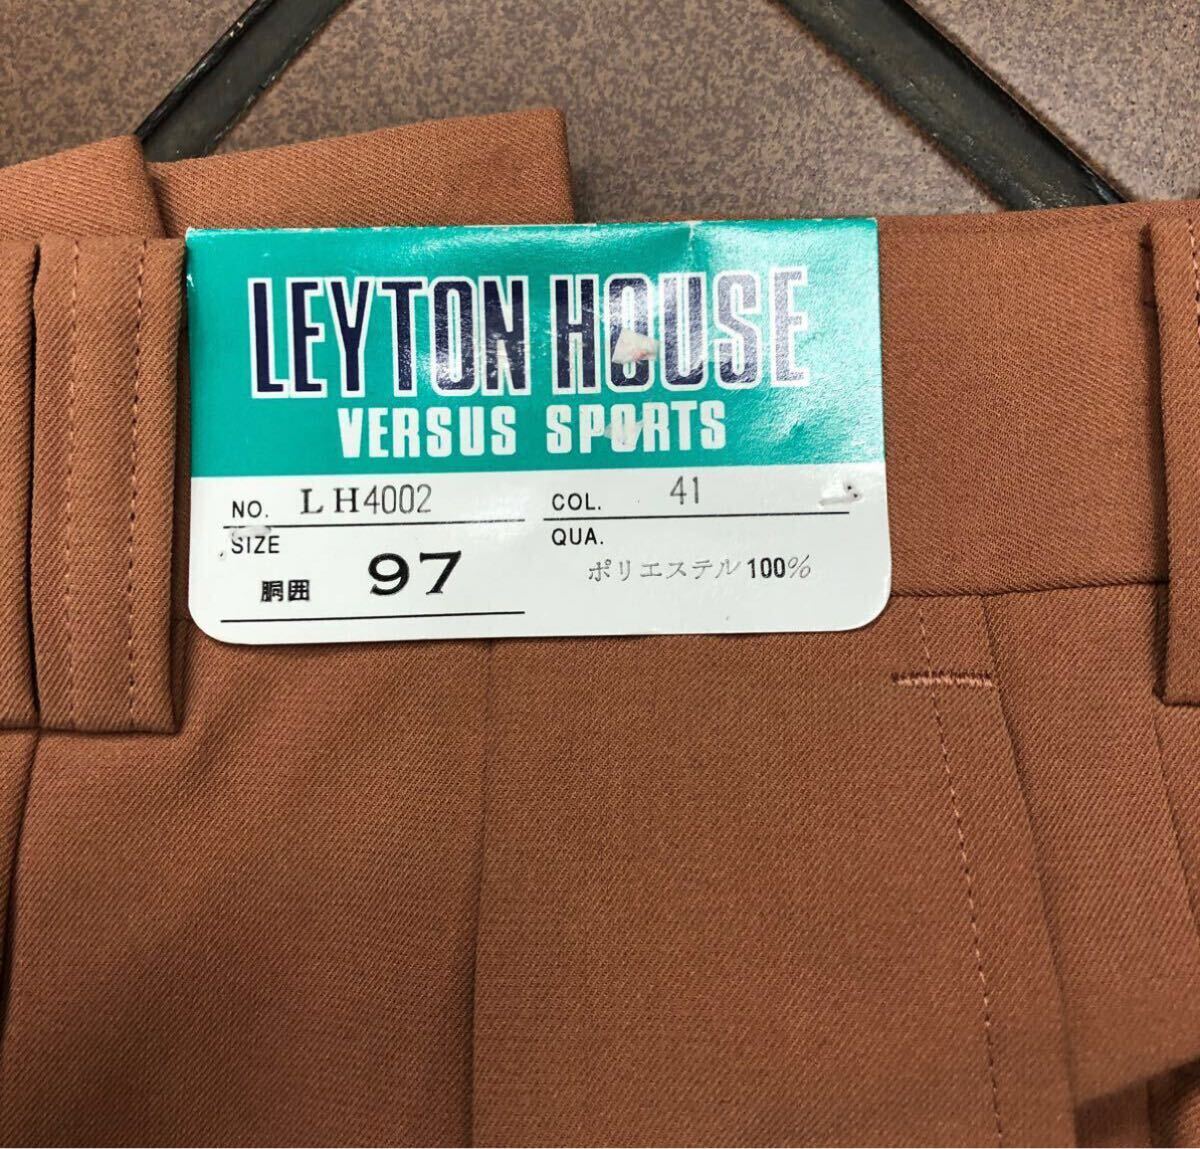 LEYTON HOUSE
VERSUS SPORTS
NO. LH4002 COL. 41
SIZE QUA.
胴囲 97 ポリエステル100%